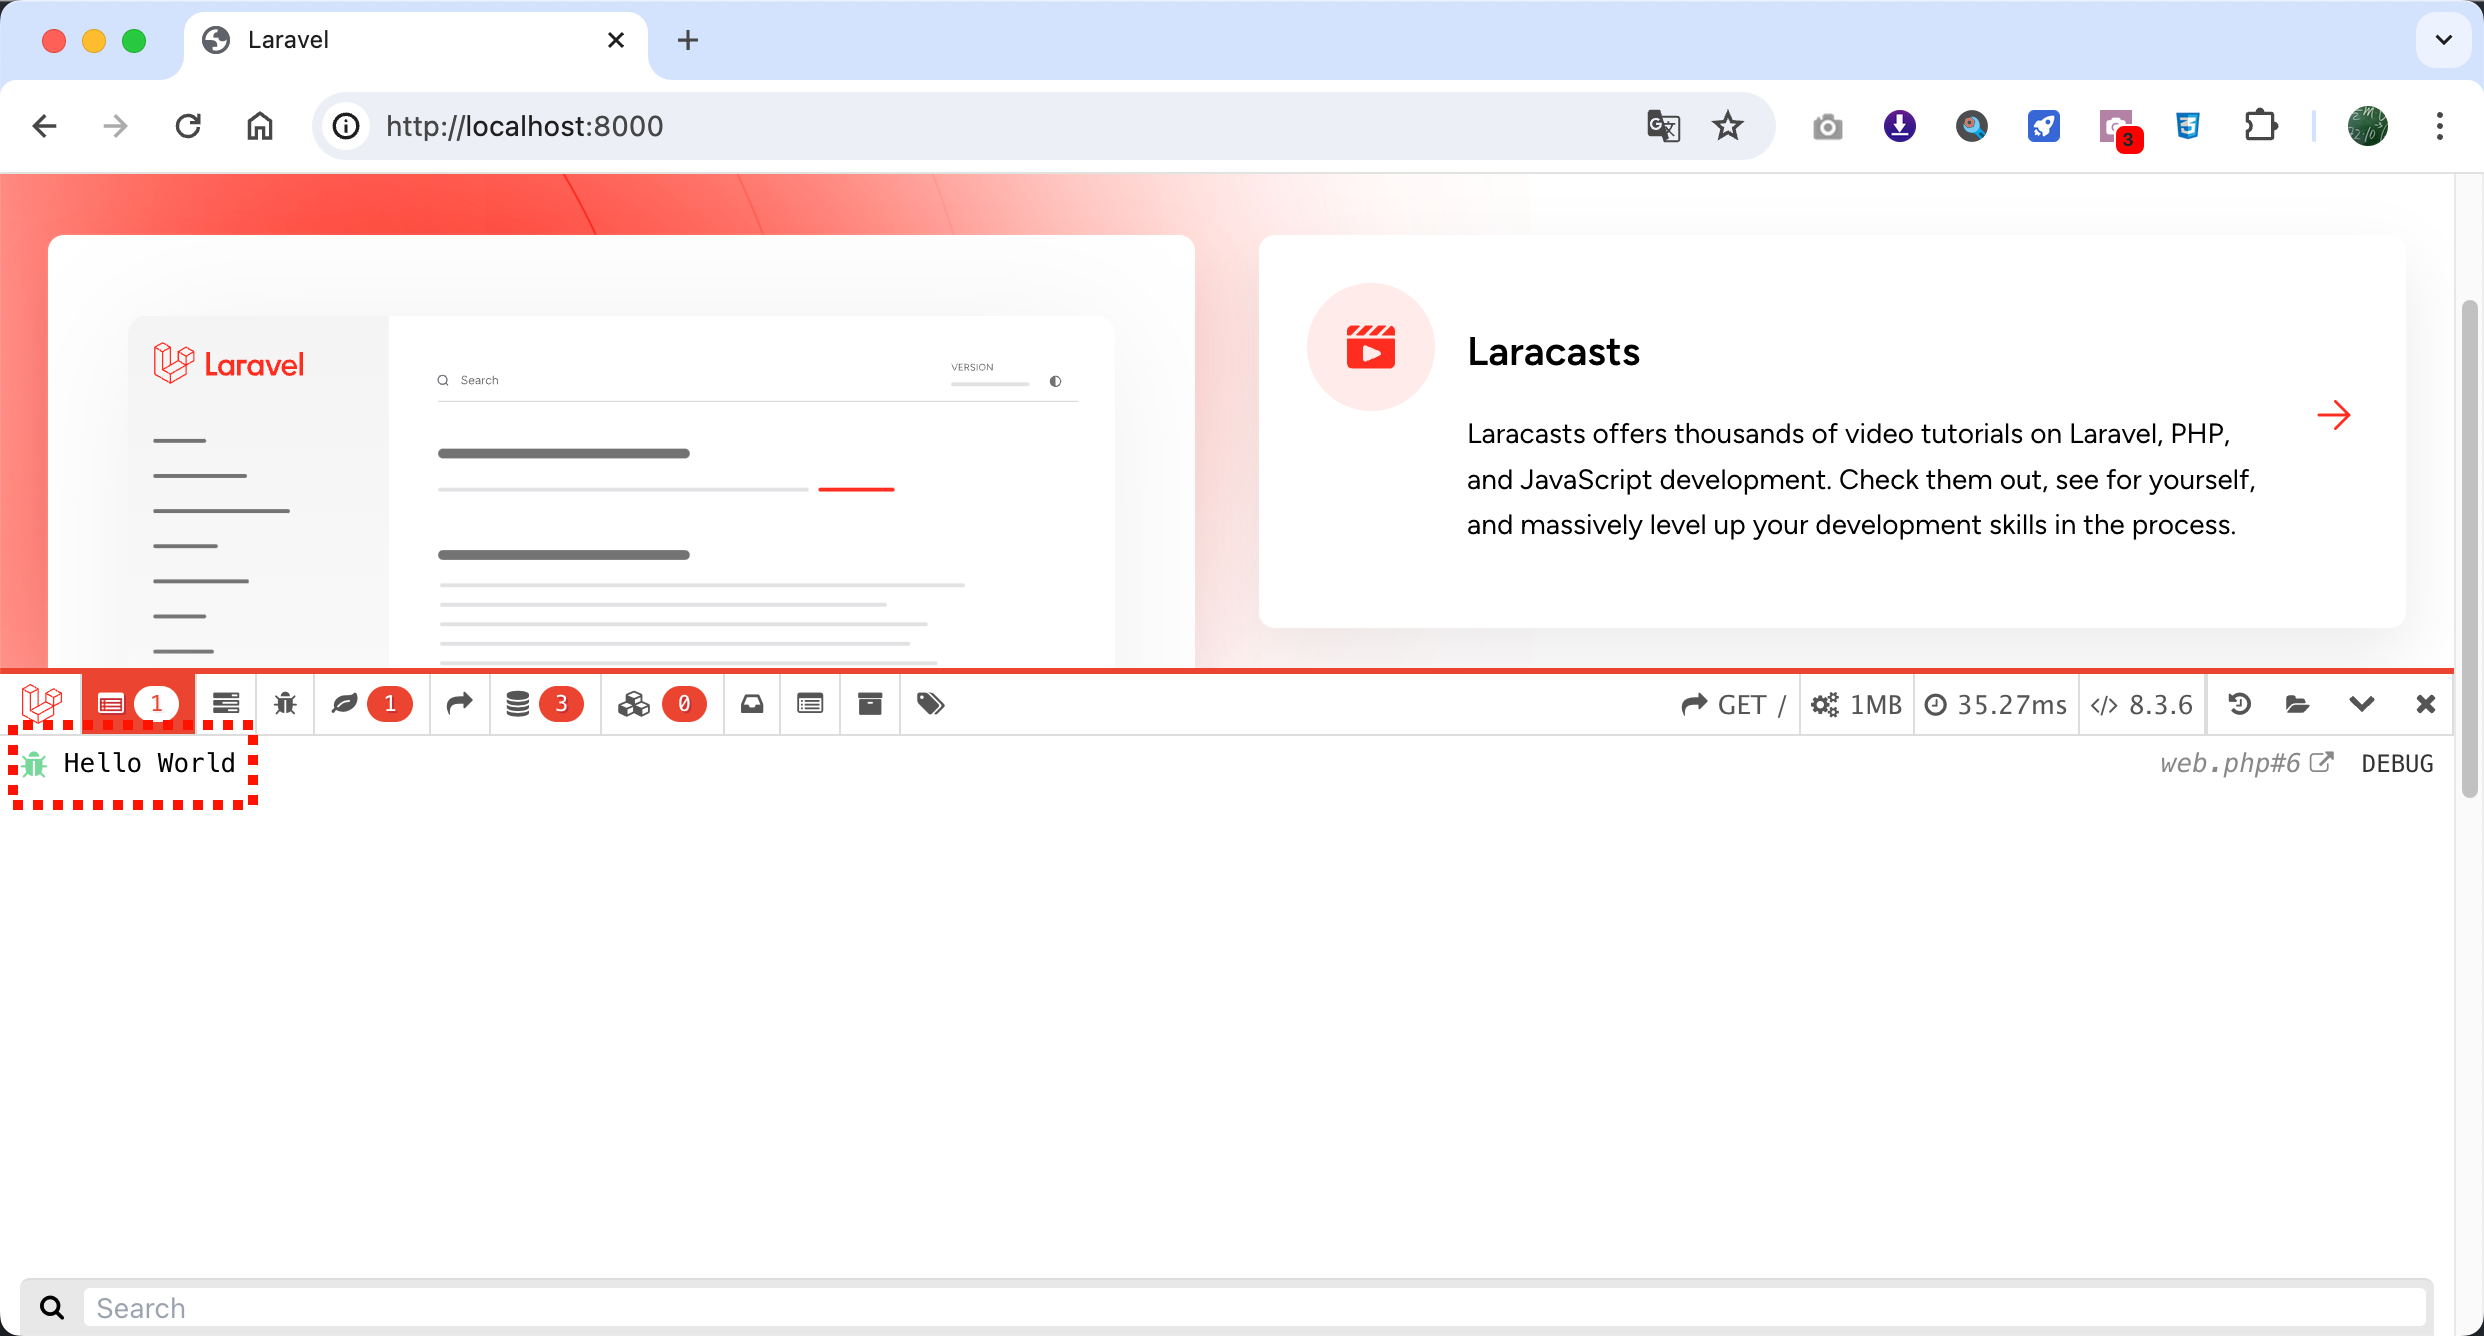 Laravel
http://localhost:8000
3
Laravel
Search
VERSION
Laracasts
Laracasts offers thousands of video tutorials on Laravel, PHP,
and JavaScript development. Check them out, see for yourself,
and massively level up your development skills in the process.
1 1 3 0 GET / 1MB 35.27ms </> 8.3.6
Hello World web.php#6 DEBUG
Search